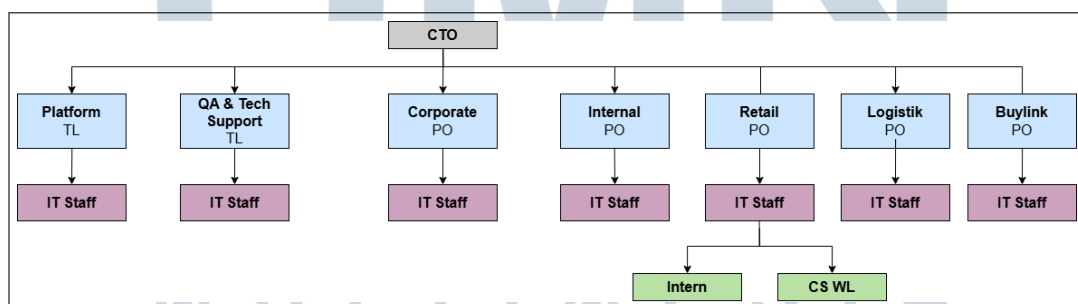 CTO
Platform
TL
QA & Tech
Support
TL
Corporate
PO
Internal
PO
Retail
PO
Logistik
PO
Buylink
PO
IT Staff
IT Staff
IT Staff
IT Staff
IT Staff
IT Staff
IT Staff
Intern
CS WL